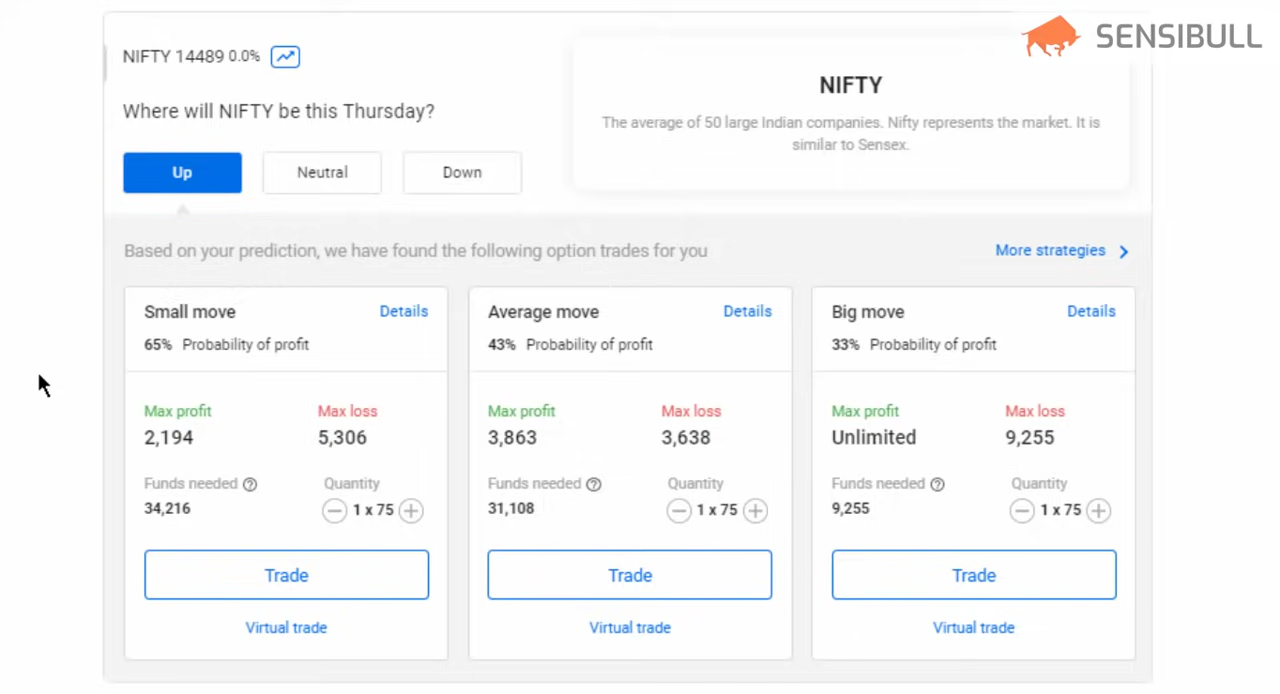 SENSIBULL
NIFTY 14489 0.0%
Where will NIFTY be this Thursday?
Up Neutral Down
NIFTY
The average of 50 large Indian companies. Nifty represents the market. It is
similar to Sensex.
Based on your prediction, we have found the following option trades for you
More strategies >
Small move Details
65% Probability of profit
Max profit Max loss
2,194 5,306
Funds needed ? Quantity
34,216 − 1 x 75 +
Trade
Virtual trade
Average move Details
43% Probability of profit
Max profit Max loss
3,863 3,638
Funds needed ? Quantity
31,108 − 1 x 75 +
Trade
Virtual trade
Big move Details
33% Probability of profit
Max profit Max loss
Unlimited 9,255
Funds needed ? Quantity
9,255 − 1 x 75 +
Trade
Virtual trade